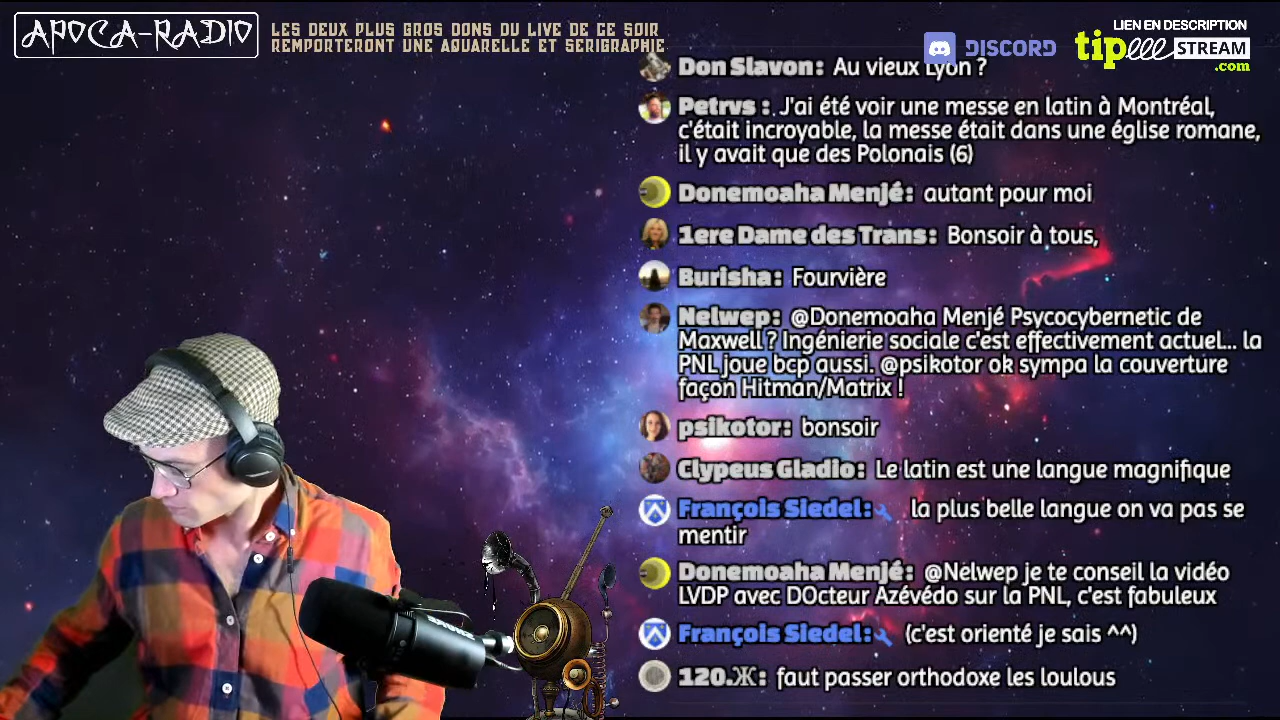 APOCA-RADIO
LES DEUX PLUS GROS DONS DU LIVE DE CE SOIR
REMPORTERONT UNE AQUARELLE ET SERIGRAPHIE
LIEN EN DESCRIPTION
DISCORD
tipeee STREAM
.com
Don Slavon: Au vieux Lyon ?
Petrvs : J'ai été voir une messe en latin à Montréal,
c'était incroyable, la messe était dans une église romane,
il y avait que des Polonais (6)
Donemoaha Menjé: autant pour moi
1ere Dame des Trans: Bonsoir à tous,
Burisha: Fourvière
Nelwep: @Donemoaha Menjé Psycocybernetic de
Maxwell ? Ingénierie sociale c'est effectivement actuel... la
PNL joue bcp aussi. @psikotor ok sympa la couverture
façon Hitman/Matrix !
psikotor: bonsoir
Clypeus Gladio: Le latin est une langue magnifique
François Siedel: la plus belle langue on va pas se
mentir
Donemoaha Menjé: @Nelwep je te conseil la vidéo
LVDP avec DOcteur Azévédo sur la PNL, c'est fabuleux
François Siedel: (c'est orienté je sais ^^)
120.Ж: faut passer orthodoxe les loulous